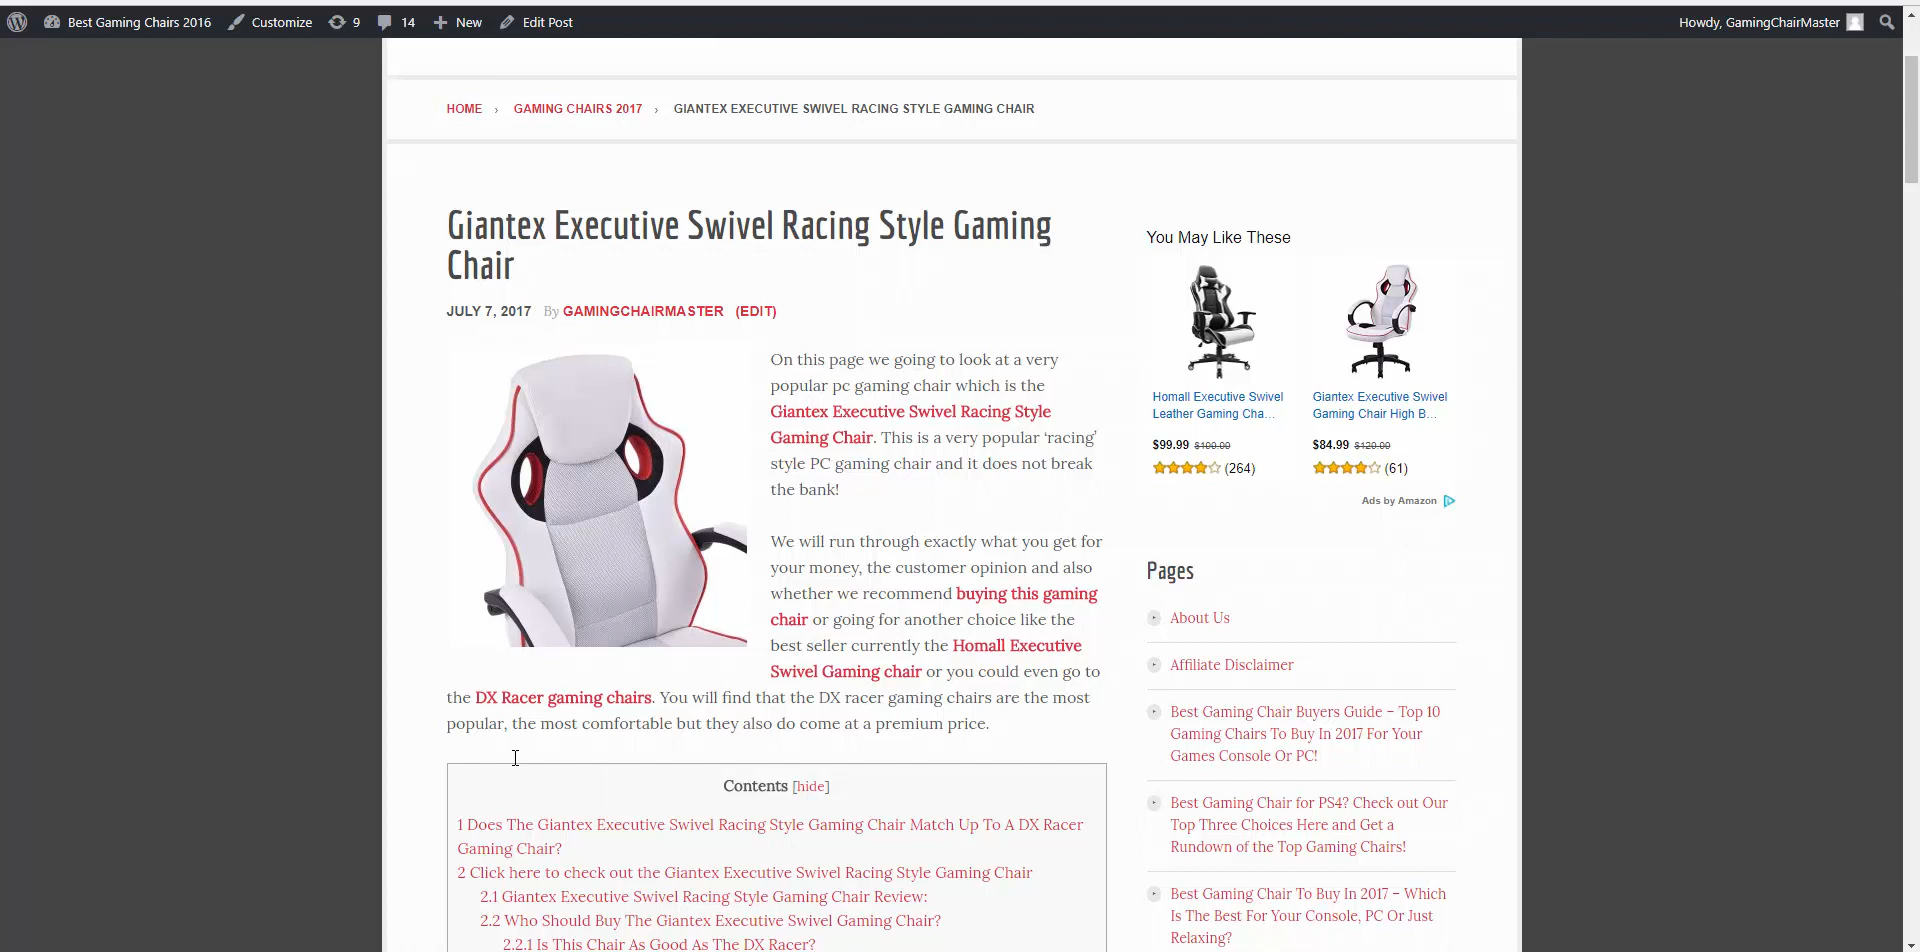 Best Gaming Chairs 2016 Customize 9 14 New Edit Post Howdy, GamingChairMaster
HOME › GAMING CHAIRS 2017 › GIANTEX EXECUTIVE SWIVEL RACING STYLE GAMING CHAIR
Giantex Executive Swivel Racing Style Gaming
Chair
JULY 7, 2017 By GAMINGCHAIRMASTER (EDIT)
On this page we going to look at a very
popular pc gaming chair which is the
Giantex Executive Swivel Racing Style
Gaming Chair. This is a very popular ‘racing’
style PC gaming chair and it does not break
the bank!
We will run through exactly what you get for
your money, the customer opinion and also
whether we recommend buying this gaming
chair or going for another choice like the
best seller currently the Homall Executive
Swivel Gaming chair or you could even go to
the DX Racer gaming chairs. You will find that the DX racer gaming chairs are the most
popular, the most comfortable but they also do come at a premium price.
Contents [hide]
1 Does The Giantex Executive Swivel Racing Style Gaming Chair Match Up To A DX Racer
Gaming Chair?
2 Click here to check out the Giantex Executive Swivel Racing Style Gaming Chair
2.1 Giantex Executive Swivel Racing Style Gaming Chair Review:
2.2 Who Should Buy The Giantex Executive Swivel Gaming Chair?
2.2.1 Is This Chair As Good As The DX Racer?
You May Like These
Homall Executive Swivel
Leather Gaming Cha...
$99.99 $100.00
(264)
Giantex Executive Swivel
Gaming Chair High B...
$84.99 $120.00
(61)
Ads by Amazon
Pages
About Us
Affiliate Disclaimer
Best Gaming Chair Buyers Guide – Top 10
Gaming Chairs To Buy In 2017 For Your
Games Console Or PC!
Best Gaming Chair for PS4? Check out Our
Top Three Choices Here and Get a
Rundown of the Top Gaming Chairs!
Best Gaming Chair To Buy In 2017 – Which
Is The Best For Your Console, PC Or Just
Relaxing?